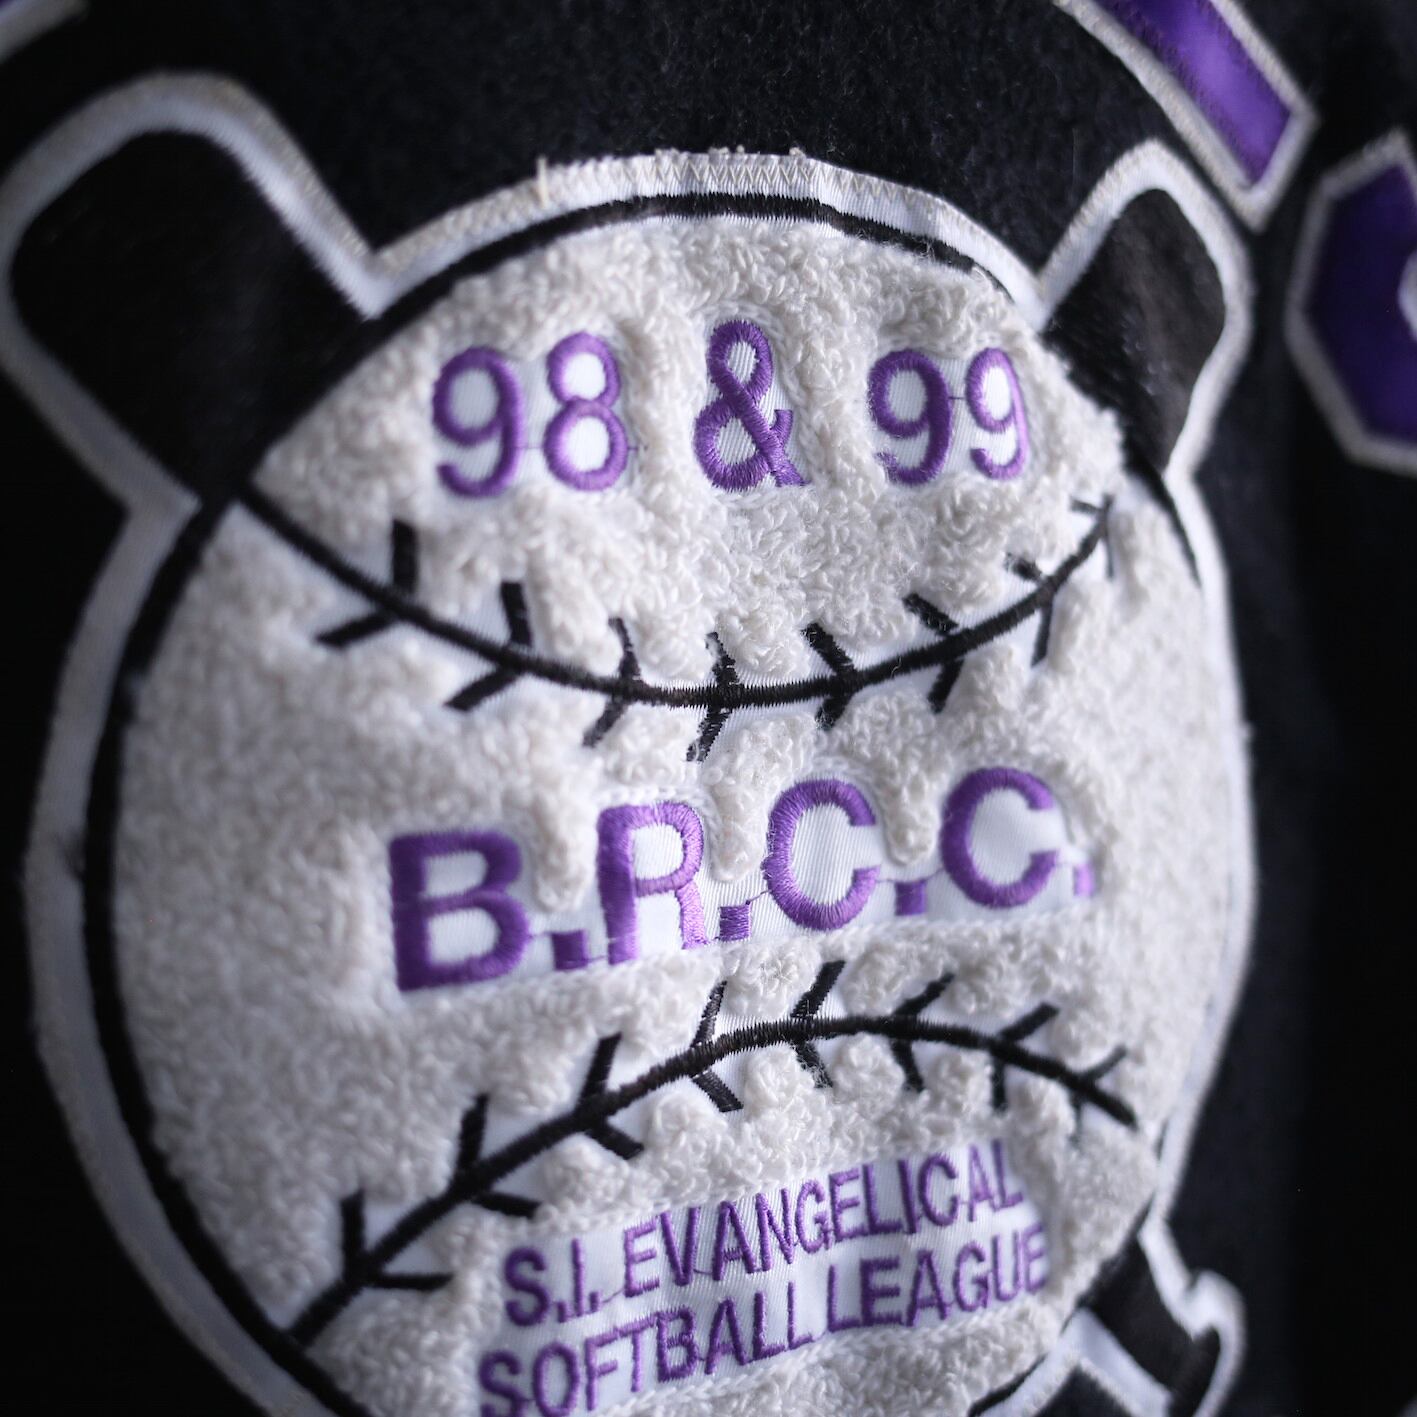 98 & 99
B.R.C.C.
S.I. EVANGELICAL
SOFTBALL LEAGUE